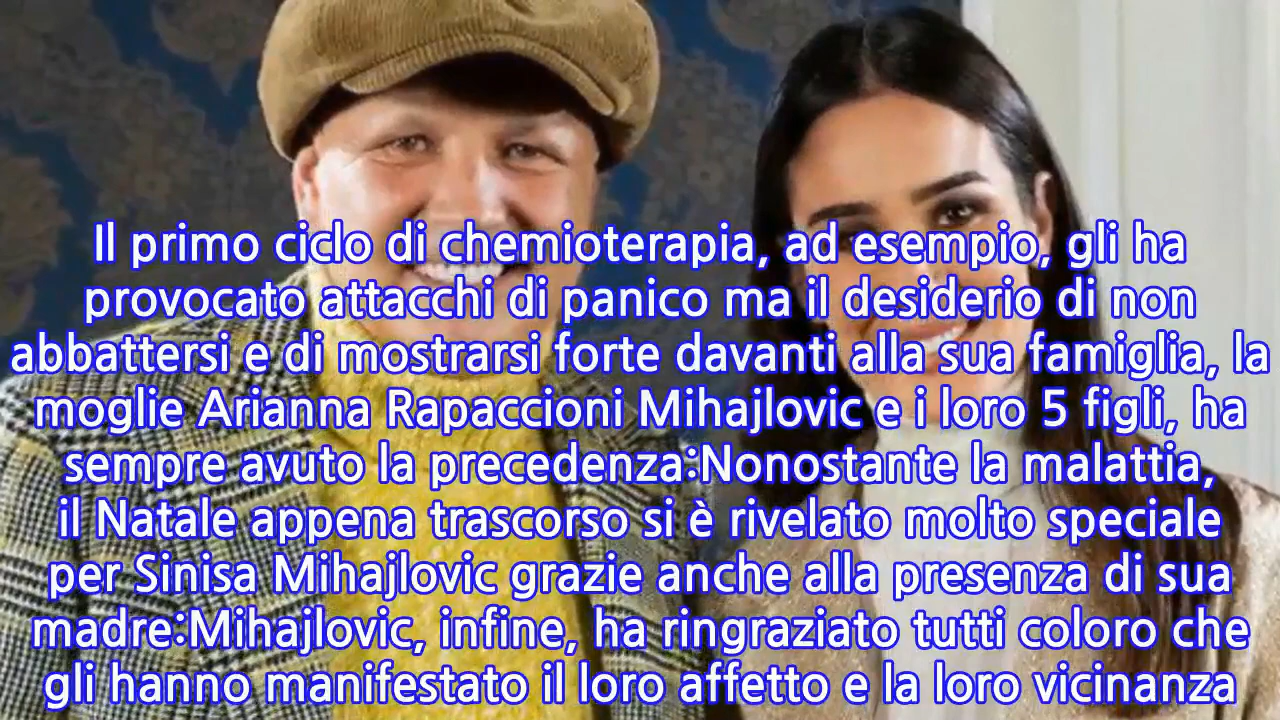 Il primo ciclo di chemioterapia, ad esempio, gli ha
provocato attacchi di panico ma il desiderio di non
abbattersi e di mostrarsi forte davanti alla sua famiglia, la
moglie Arianna Rapaccioni Mihajlovic e i loro 5 figli, ha
sempre avuto la precedenza:Nonostante la malattia,
il Natale appena trascorso si è rivelato molto speciale
per Sinisa Mihajlovic grazie anche alla presenza di sua
madre:Mihajlovic, infine, ha ringraziato tutti coloro che
gli hanno manifestato il loro affetto e la loro vicinanza